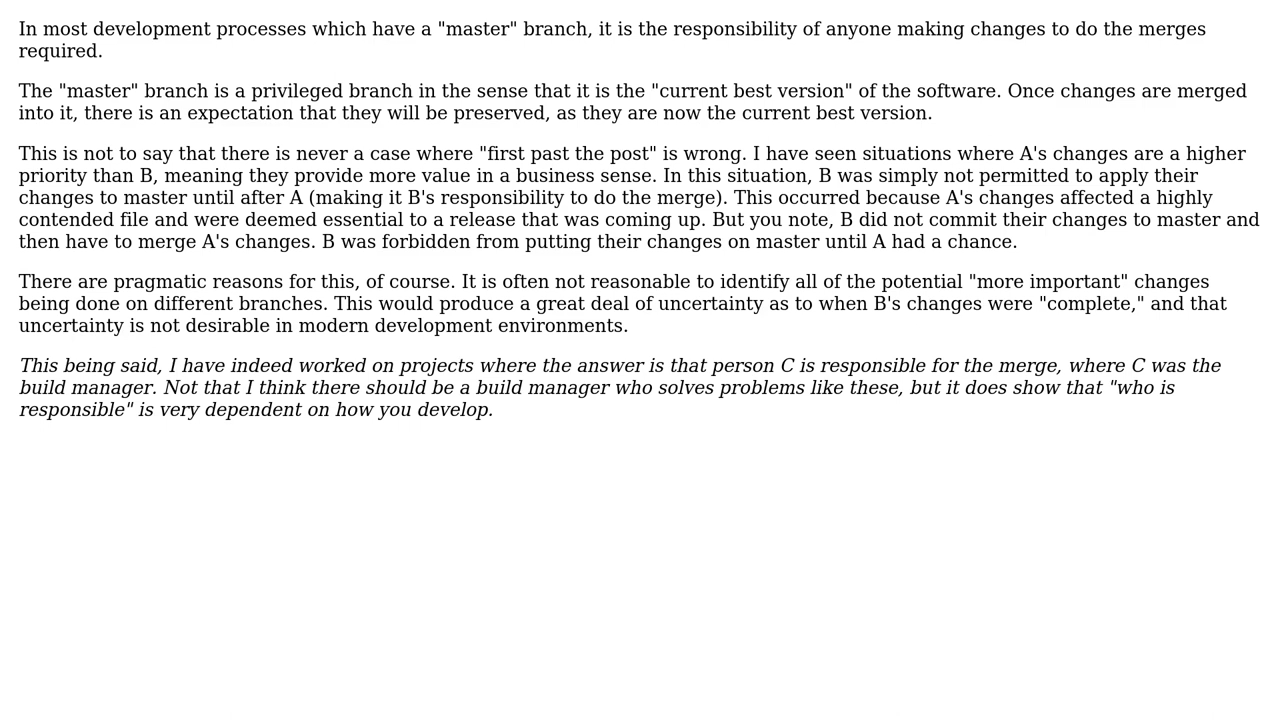 In most development processes which have a "master" branch, it is the responsibility of anyone making changes to do the merges
required.
The "master" branch is a privileged branch in the sense that it is the "current best version" of the software. Once changes are merged
into it, there is an expectation that they will be preserved, as they are now the current best version.
This is not to say that there is never a case where "first past the post" is wrong. I have seen situations where A's changes are a higher
priority than B, meaning they provide more value in a business sense. In this situation, B was simply not permitted to apply their
changes to master until after A (making it B's responsibility to do the merge). This occurred because A's changes affected a highly
contended file and were deemed essential to a release that was coming up. But you note, B did not commit their changes to master and
then have to merge A's changes. B was forbidden from putting their changes on master until A had a chance.
There are pragmatic reasons for this, of course. It is often not reasonable to identify all of the potential "more important" changes
being done on different branches. This would produce a great deal of uncertainty as to when B's changes were "complete," and that
uncertainty is not desirable in modern development environments.
This being said, I have indeed worked on projects where the answer is that person C is responsible for the merge, where C was the
build manager. Not that I think there should be a build manager who solves problems like these, but it does show that "who is
responsible" is very dependent on how you develop.